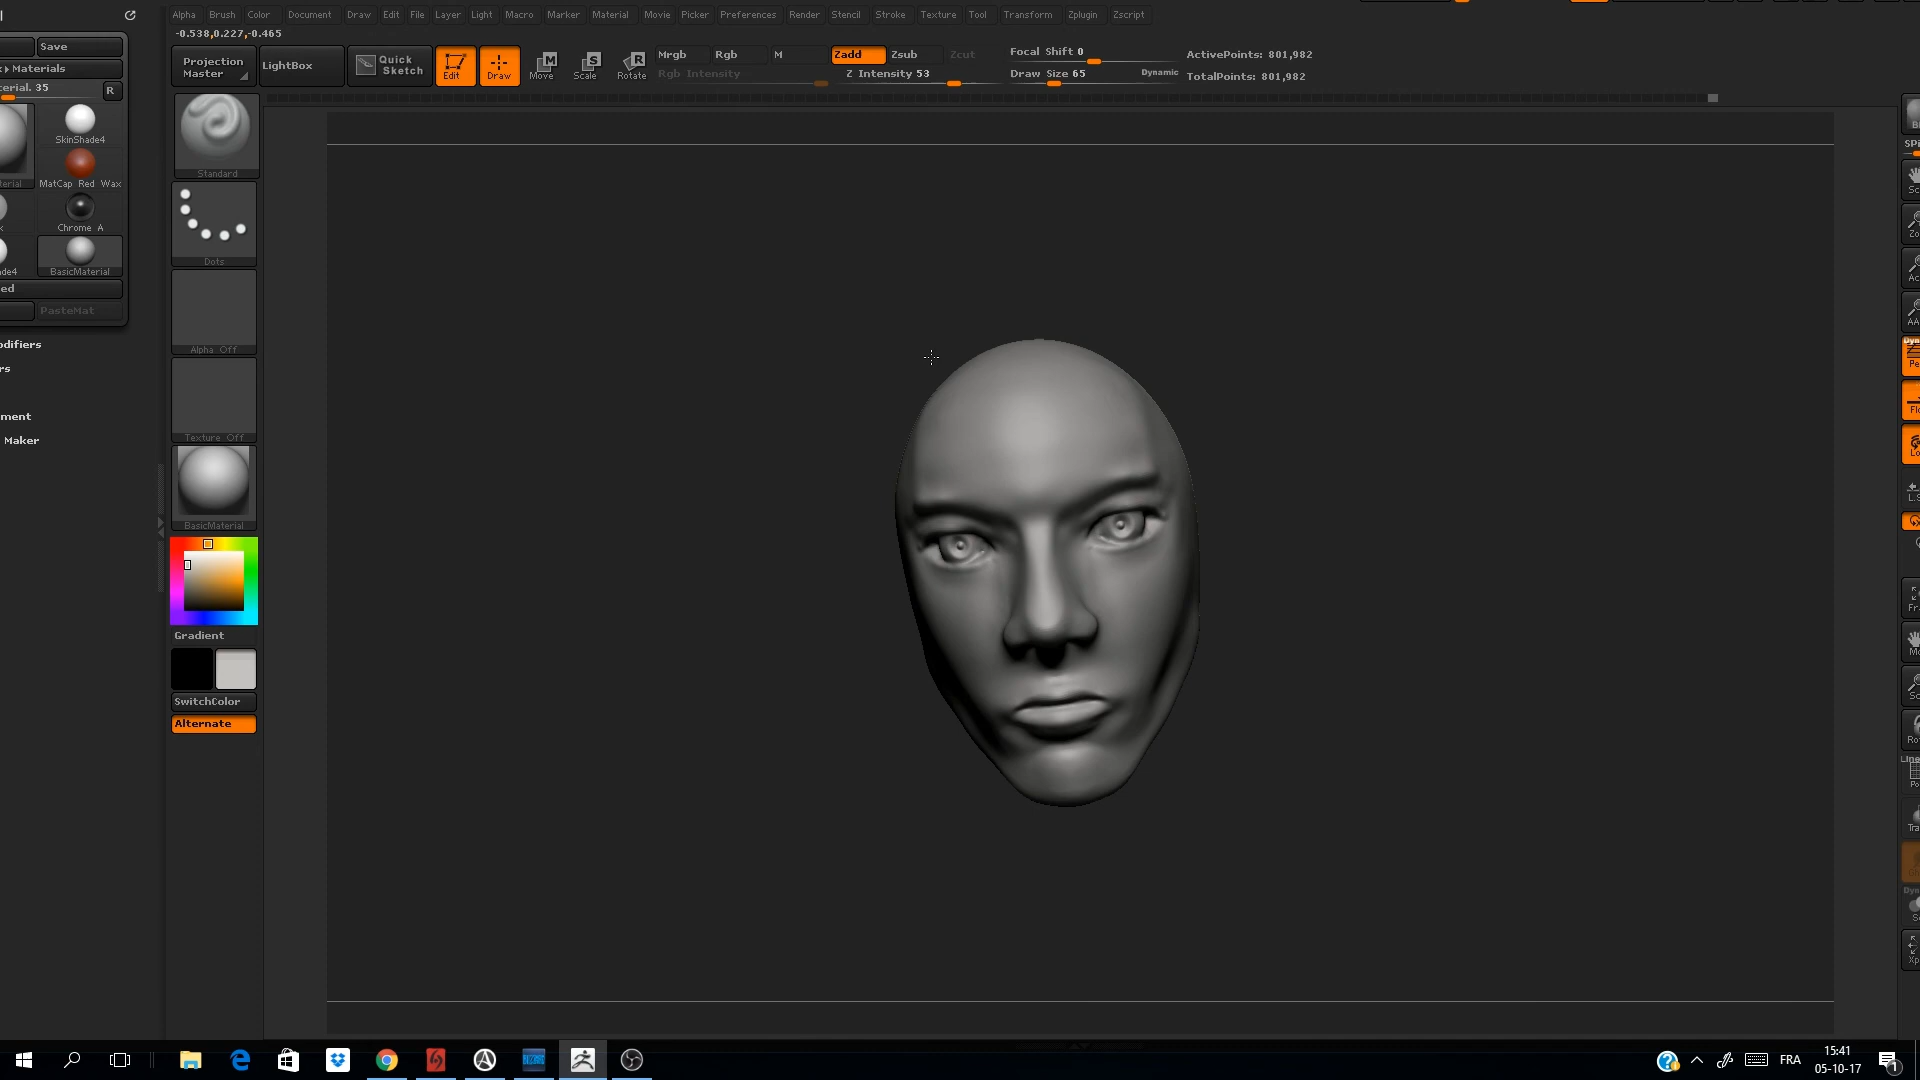 Alpha Brush Color Document Draw Edit File Layer Light Macro Marker Material Movie Picker Preferences Render Stencil Stroke Texture Tool Transform Zplugin Zscript
-0.538,0.227,-0.465
Save
Materials
erial. 35
R
SkinShade4
MatCap Red Wax
Chrome A
BasicMaterial
PasteMat
odifiers
ment
Maker
Projection
Master
LightBox
Quick
Sketch
Edit
Draw
Move
Scale
Rotate
Mrgb Rgb M Zadd Zsub Zcut
Rgb Intensity
Z Intensity 53
Focal Shift 0
Draw Size 65
Dynamic
ActivePoints: 801,982
TotalPoints: 801,982
Standard
Dots
Alpha Off
Texture Off
BasicMaterial
Gradient
SwitchColor
Alternate
FRA
15:41
05-10-17
1